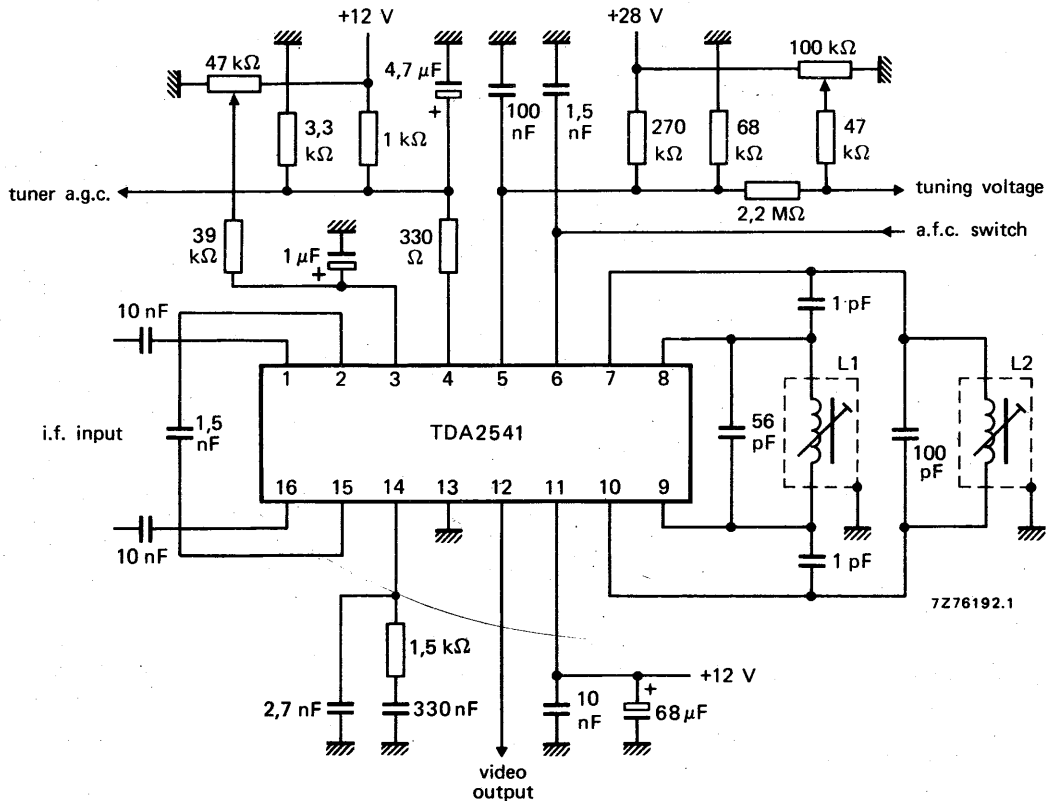 +12 V
+28 V
47 kΩ
4,7 μF
+
100 kΩ
3,3
kΩ
1 kΩ
100
nF
1,5
nF
270
kΩ
68
kΩ
47
kΩ
tuner a.g.c.
tuning voltage
2,2 MΩ
39
kΩ
1 μF
+
330
Ω
a.f.c. switch
10 nF
1 pF
1 2 3 4 5 6 7 8
L1
L2
i.f. input
1,5
nF
TDA2541
56
pF
100
pF
16 15 14 13 12 11 10 9
10 nF
1 pF
7Z76192.1
1,5 kΩ
+12 V
+
2,7 nF
330 nF
10
nF
68 μF
video
output